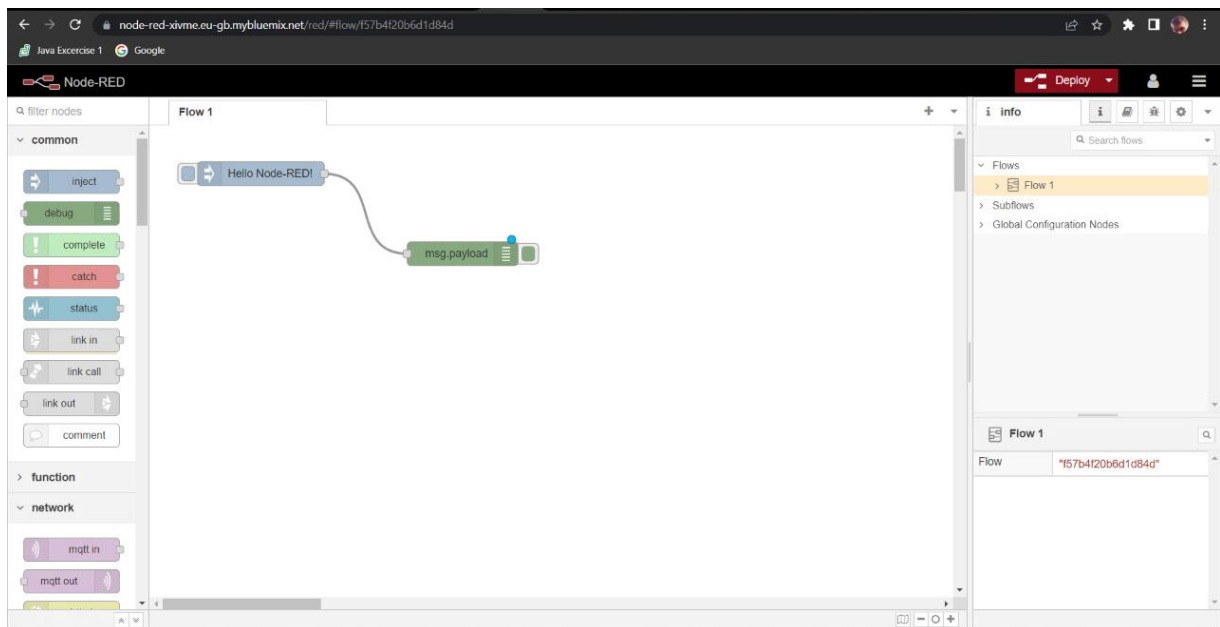 node-red-xivme.eu-gb.mybluemix.net/red/#flow/f57b4f20b6d1d84d
Java Excercise 1 Google
Node-RED Deploy
filter nodes
common
inject
debug
complete
catch
status
link in
link call
link out
comment
function
network
mqtt in
mqtt out
Flow 1
Hello Node-RED!
msg.payload
i info
Search flows
Flows
Flow 1
Subflows
Global Configuration Nodes
Flow 1
Flow "f57b4f20b6d1d84d"